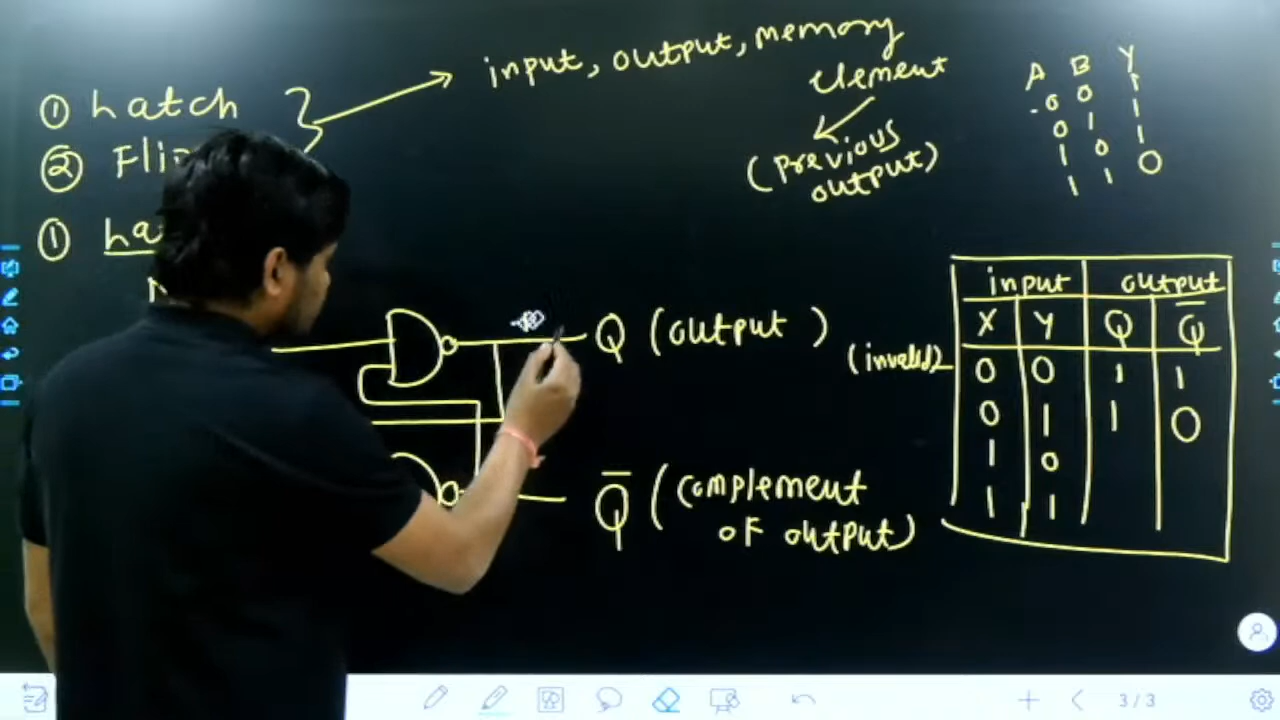 input, output, memory
element
(Previous
output)
① Latch
②
①
A B Y
0 0 1
0 1 1
1 0 1
1 1 0
Q (output)
Q̅ (complement
of output)
(invalid)
input output
X Y Q Q̅
0 0 1 1
0 1 1 0
1 0
1 1
3/3